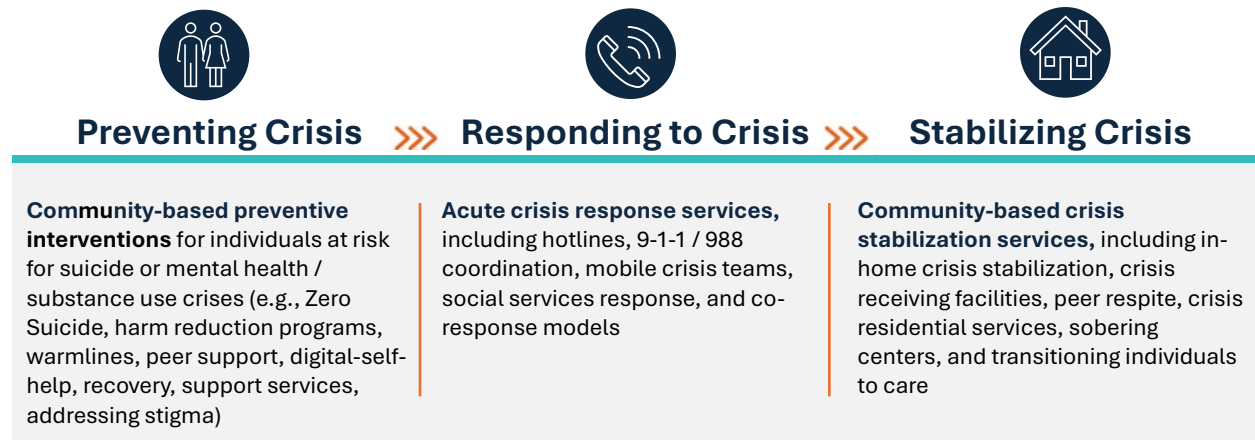 Preventing Crisis
Responding to Crisis
Stabilizing Crisis
Community-based preventive
interventions for individuals at risk
for suicide or mental health /
substance use crises (e.g., Zero
Suicide, harm reduction programs,
warmlines, peer support, digital-self-
help, recovery, support services,
addressing stigma)
Acute crisis response services,
including hotlines, 9-1-1 / 988
coordination, mobile crisis teams,
social services response, and co-
response models
Community-based crisis
stabilization services, including in-
home crisis stabilization, crisis
receiving facilities, peer respite, crisis
residential services, sobering
centers, and transitioning individuals
to care